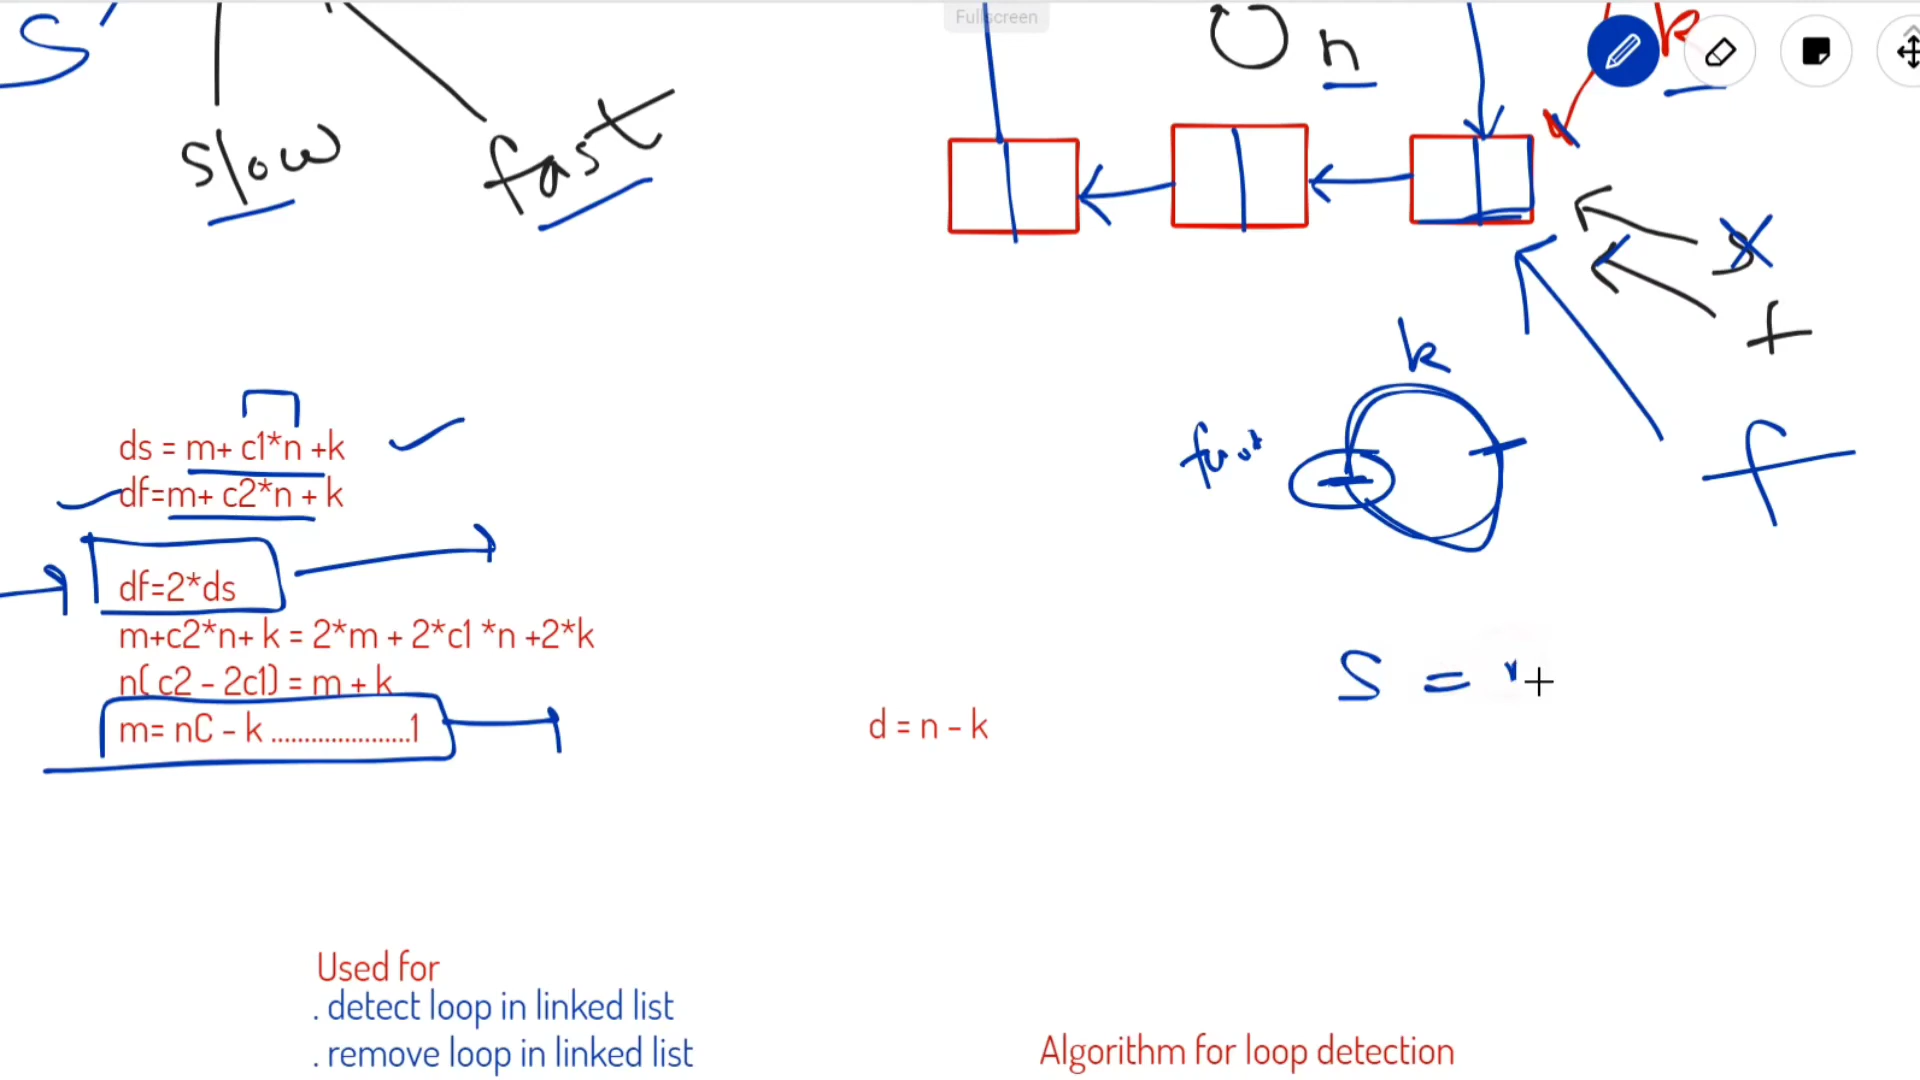 Fullscreen
S'
n
k
slow
fast
s
f
k
f
ds = m+ c1*n +k
df=m+ c2*n + k
df=2*ds
m+c2*n+ k = 2*m + 2*c1 *n +2*k
n( c2 - 2c1) = m + k
m= nC - k .....................1
d = n - k
S =
Used for
. detect loop in linked list
. remove loop in linked list
Algorithm for loop detection